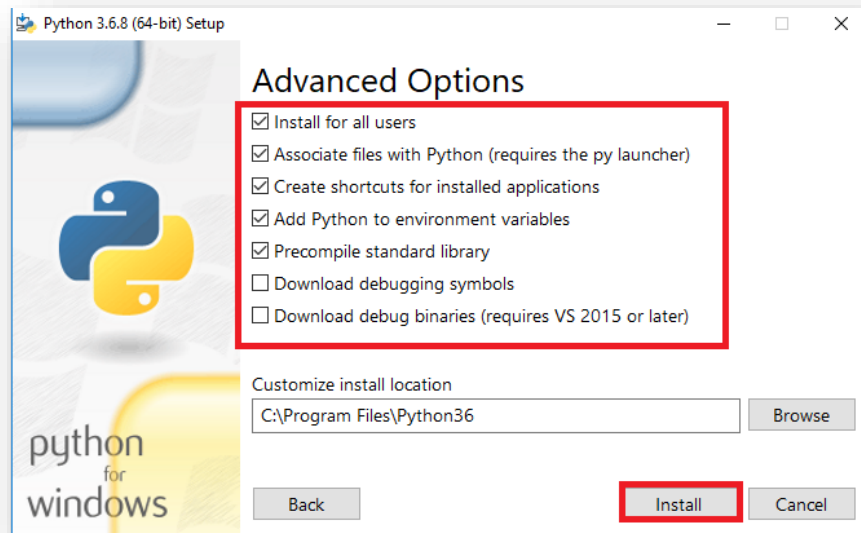 Python 3.6.8 (64-bit) Setup
Advanced Options
Install for all users
Associate files with Python (requires the py launcher)
Create shortcuts for installed applications
Add Python to environment variables
Precompile standard library
Download debugging symbols
Download debug binaries (requires VS 2015 or later)
Customize install location
C:\Program Files\Python36
Browse
python
for
windows
Back
Install
Cancel